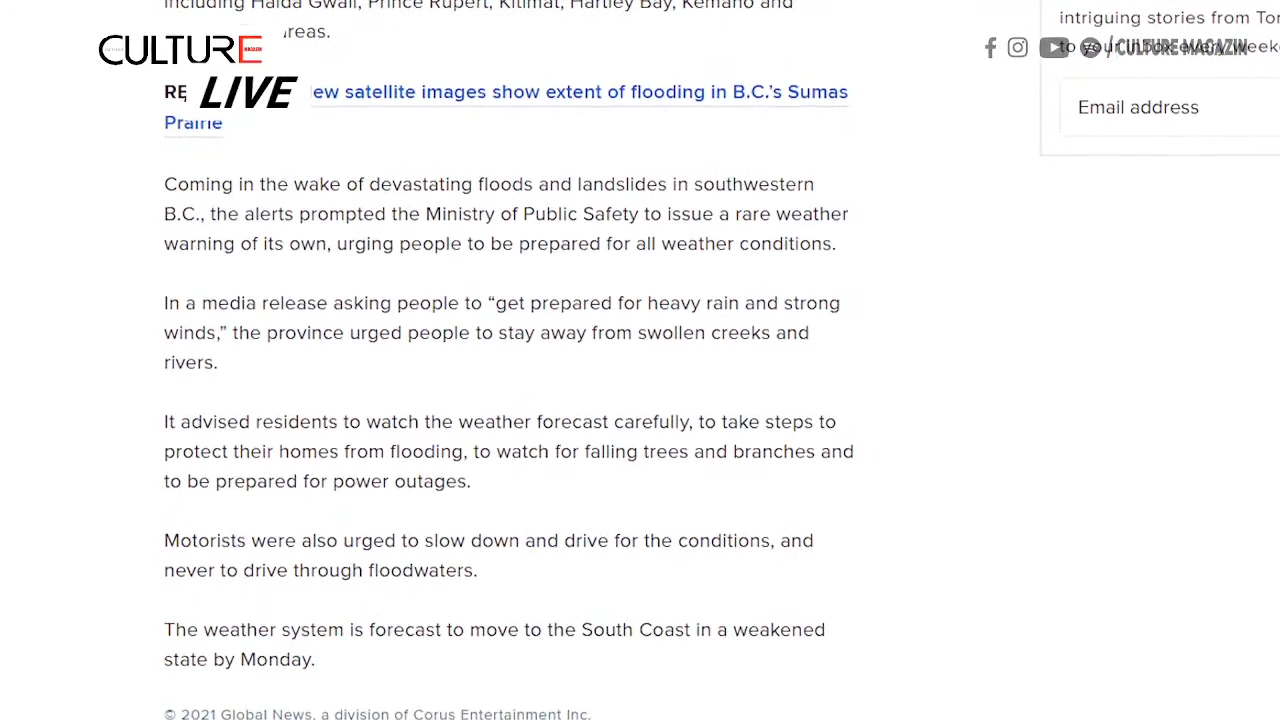 including Haida Gwaii, Prince Rupert, Kitimat, Hartley Bay, Kemano and
areas.
CULTURE
MAGAZIN
LIVE
/CULTURE MAGAZIN
intriguing stories from
to your inbox every
Email address
satellite images show extent of flooding in B.C.’s Sumas
Prairie
Coming in the wake of devastating floods and landslides in southwestern
B.C., the alerts prompted the Ministry of Public Safety to issue a rare weather
warning of its own, urging people to be prepared for all weather conditions.
In a media release asking people to “get prepared for heavy rain and strong
winds,” the province urged people to stay away from swollen creeks and
rivers.
It advised residents to watch the weather forecast carefully, to take steps to
protect their homes from flooding, to watch for falling trees and branches and
to be prepared for power outages.
Motorists were also urged to slow down and drive for the conditions, and
never to drive through floodwaters.
The weather system is forecast to move to the South Coast in a weakened
state by Monday.
© 2021 Global News, a division of Corus Entertainment Inc.